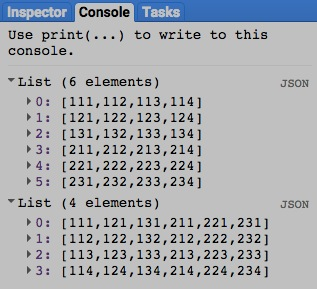 Inspector Console Tasks
Use print(...) to write to this
console.
List (6 elements) JSON
0: [111,112,113,114]
1: [121,122,123,124]
2: [131,132,133,134]
3: [211,212,213,214]
4: [221,222,223,224]
5: [231,232,233,234]
List (4 elements) JSON
0: [111,121,131,211,221,231]
1: [112,122,132,212,222,232]
2: [113,123,133,213,223,233]
3: [114,124,134,214,224,234]